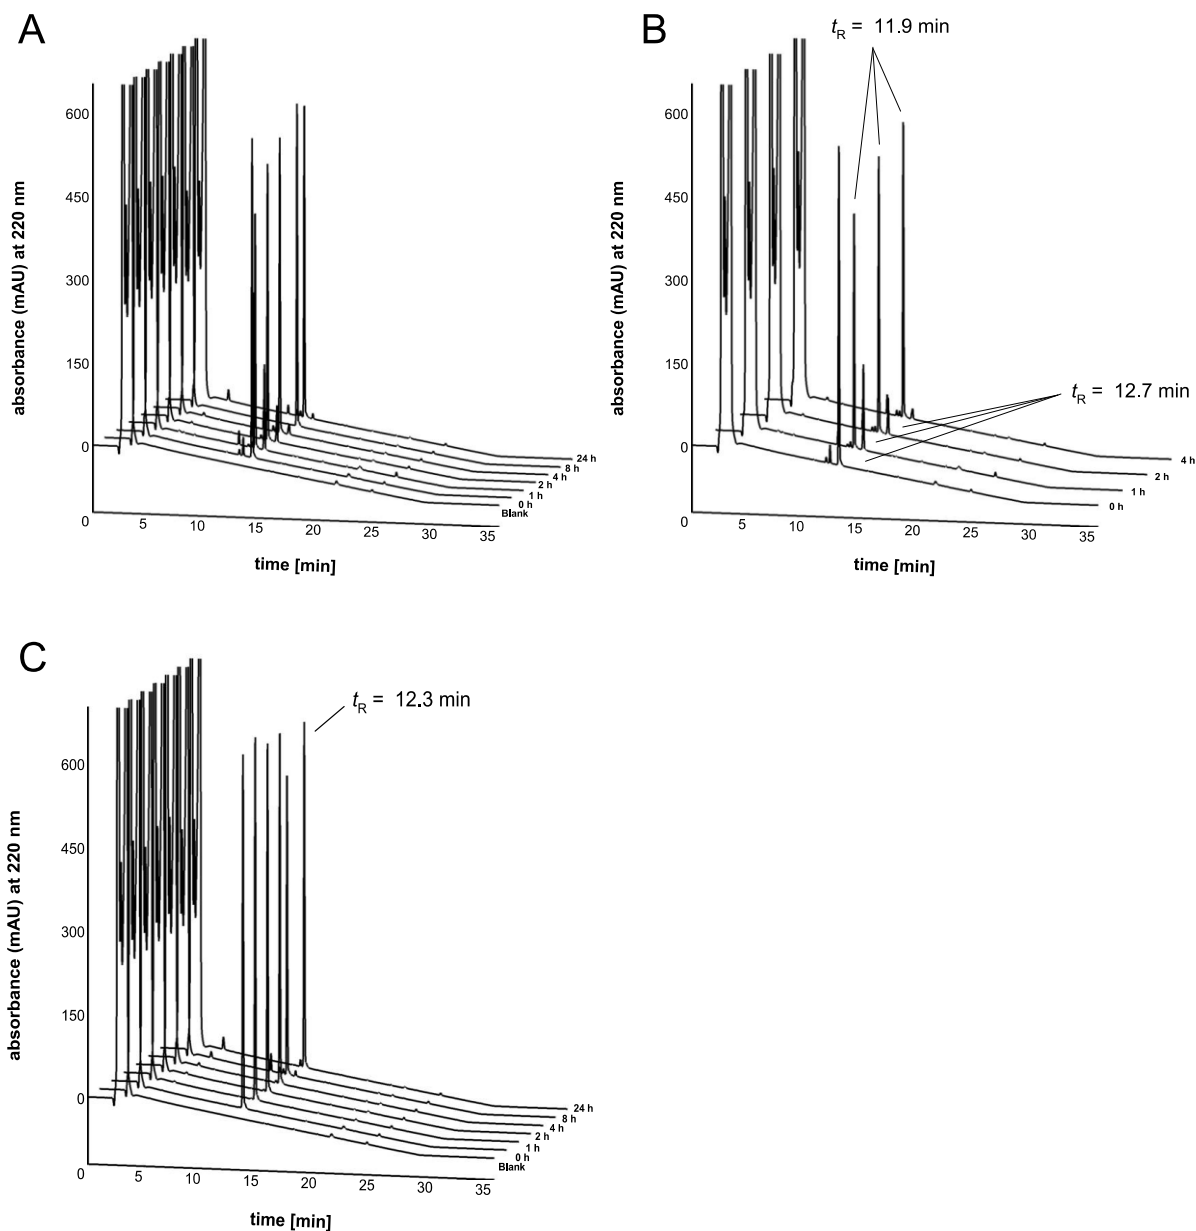 A
absorbance (mAU) at 220 nm
600
450
300
150
0
0
5
10
15
20
25
30
35
time [min]
24 h
8 h
4 h
2 h
1 h
0 h
Blank
B
tR = 11.9 min
tR = 12.7 min
absorbance (mAU) at 220 nm
600
450
300
150
0
0
5
10
15
20
25
30
35
time [min]
4 h
2 h
1 h
0 h
C
tR = 12.3 min
absorbance (mAU) at 220 nm
600
450
300
150
0
0
5
10
15
20
25
30
35
time [min]
24 h
8 h
4 h
2 h
1 h
0 h
Blank